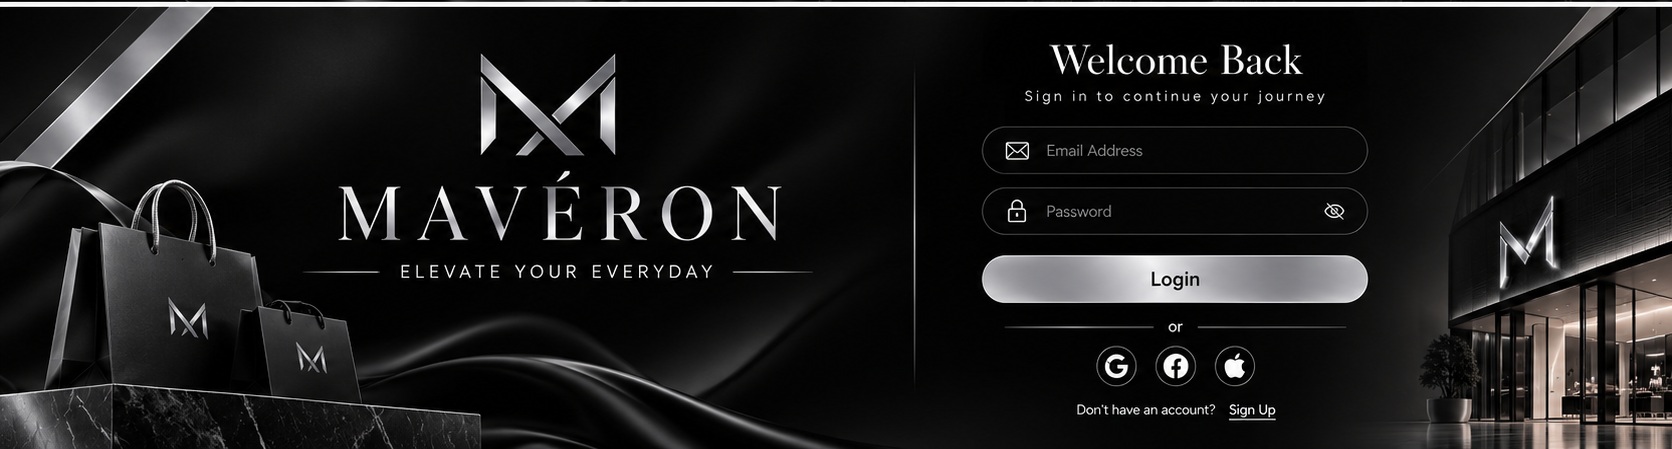 MAVÉRON
ELEVATE YOUR EVERYDAY
Welcome Back
Sign in to continue your journey
Email Address
Password
Login
or
Don't have an account? Sign Up